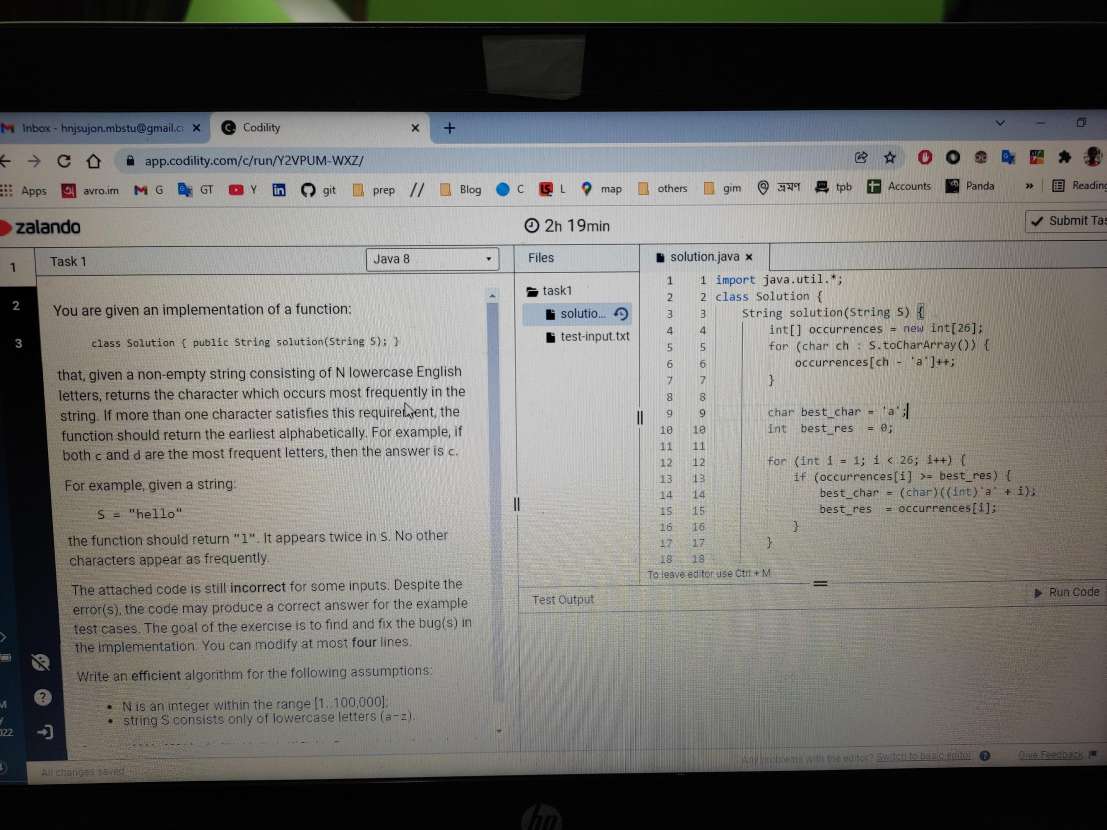 Inbox - hnjsujon.mbstu@gmail.c
Codility
app.codility.com/c/run/Y2VPUM-WXZ/
Apps avro.im G GT Y git prep // Blog C L map others gim ভ্রমণ tpb Accounts Panda » Reading
zalando
2h 19min
Submit Tas
1
2
3
Task 1
Java 8
You are given an implementation of a function:
class Solution { public String solution(String S); }
that, given a non-empty string consisting of N lowercase English
letters, returns the character which occurs most frequently in the
string. If more than one character satisfies this requirement, the
function should return the earliest alphabetically. For example, if
both c and d are the most frequent letters, then the answer is c.
For example, given a string:
S = "hello"
the function should return "l". It appears twice in S. No other
characters appear as frequently.
The attached code is still incorrect for some inputs. Despite the
error(s), the code may produce a correct answer for the example
test cases. The goal of the exercise is to find and fix the bug(s) in
the implementation. You can modify at most four lines.
Write an efficient algorithm for the following assumptions:
• N is an integer within the range [1..100,000];
• string S consists only of lowercase letters (a-z).
All changes saved
Files
task1
solutio...
test-input.txt
solution.java
1 1 import java.util.*;
2 2 class Solution {
3 3 String solution(String S) {
4 4 int[] occurrences = new int[26];
5 5 for (char ch : S.toCharArray()) {
6 6 occurrences[ch - 'a']++;
7 7 }
8 8
9 9 char best_char = 'a';
10 10 int best_res = 0;
11 11
12 12 for (int i = 1; i < 26; i++) {
13 13 if (occurrences[i] >= best_res) {
14 14 best_char = (char)((int)'a' + i);
15 15 best_res = occurrences[i];
16 16 }
17 17 }
18 18
To leave editor use Ctrl + M
Test Output
Run Code
Any problems with the editor? Switch to basic editor
Give Feedback
hp